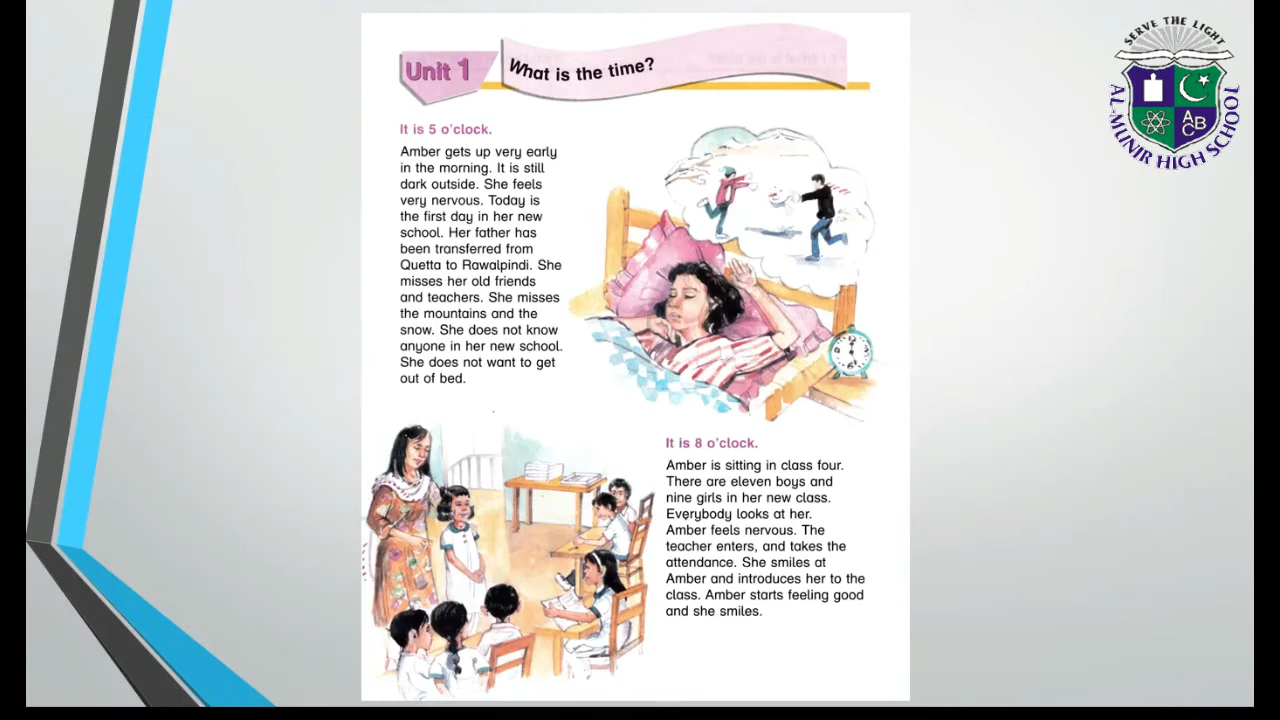 Unit 1
What is the time?
It is 5 o'clock.
Amber gets up very early
in the morning. It is still
dark outside. She feels
very nervous. Today is
the first day in her new
school. Her father has
been transferred from
Quetta to Rawalpindi. She
misses her old friends
and teachers. She misses
the mountains and the
snow. She does not know
anyone in her new school.
She does not want to get
out of bed.
It is 8 o'clock.
Amber is sitting in class four.
There are eleven boys and
nine girls in her new class.
Everybody looks at her.
Amber feels nervous. The
teacher enters, and takes the
attendance. She smiles at
Amber and introduces her to the
class. Amber starts feeling good
and she smiles.
SERVE THE LIGHT
A
B
C
AL-MUNIR HIGH SCHOOL